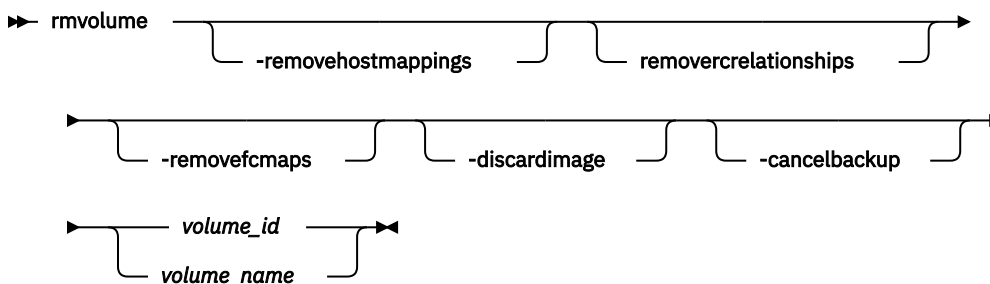 rmvolume
-removehostmappings
removercrelationships
-removefcmaps
-discardimage
-cancelbackup
volume_id
volume_name